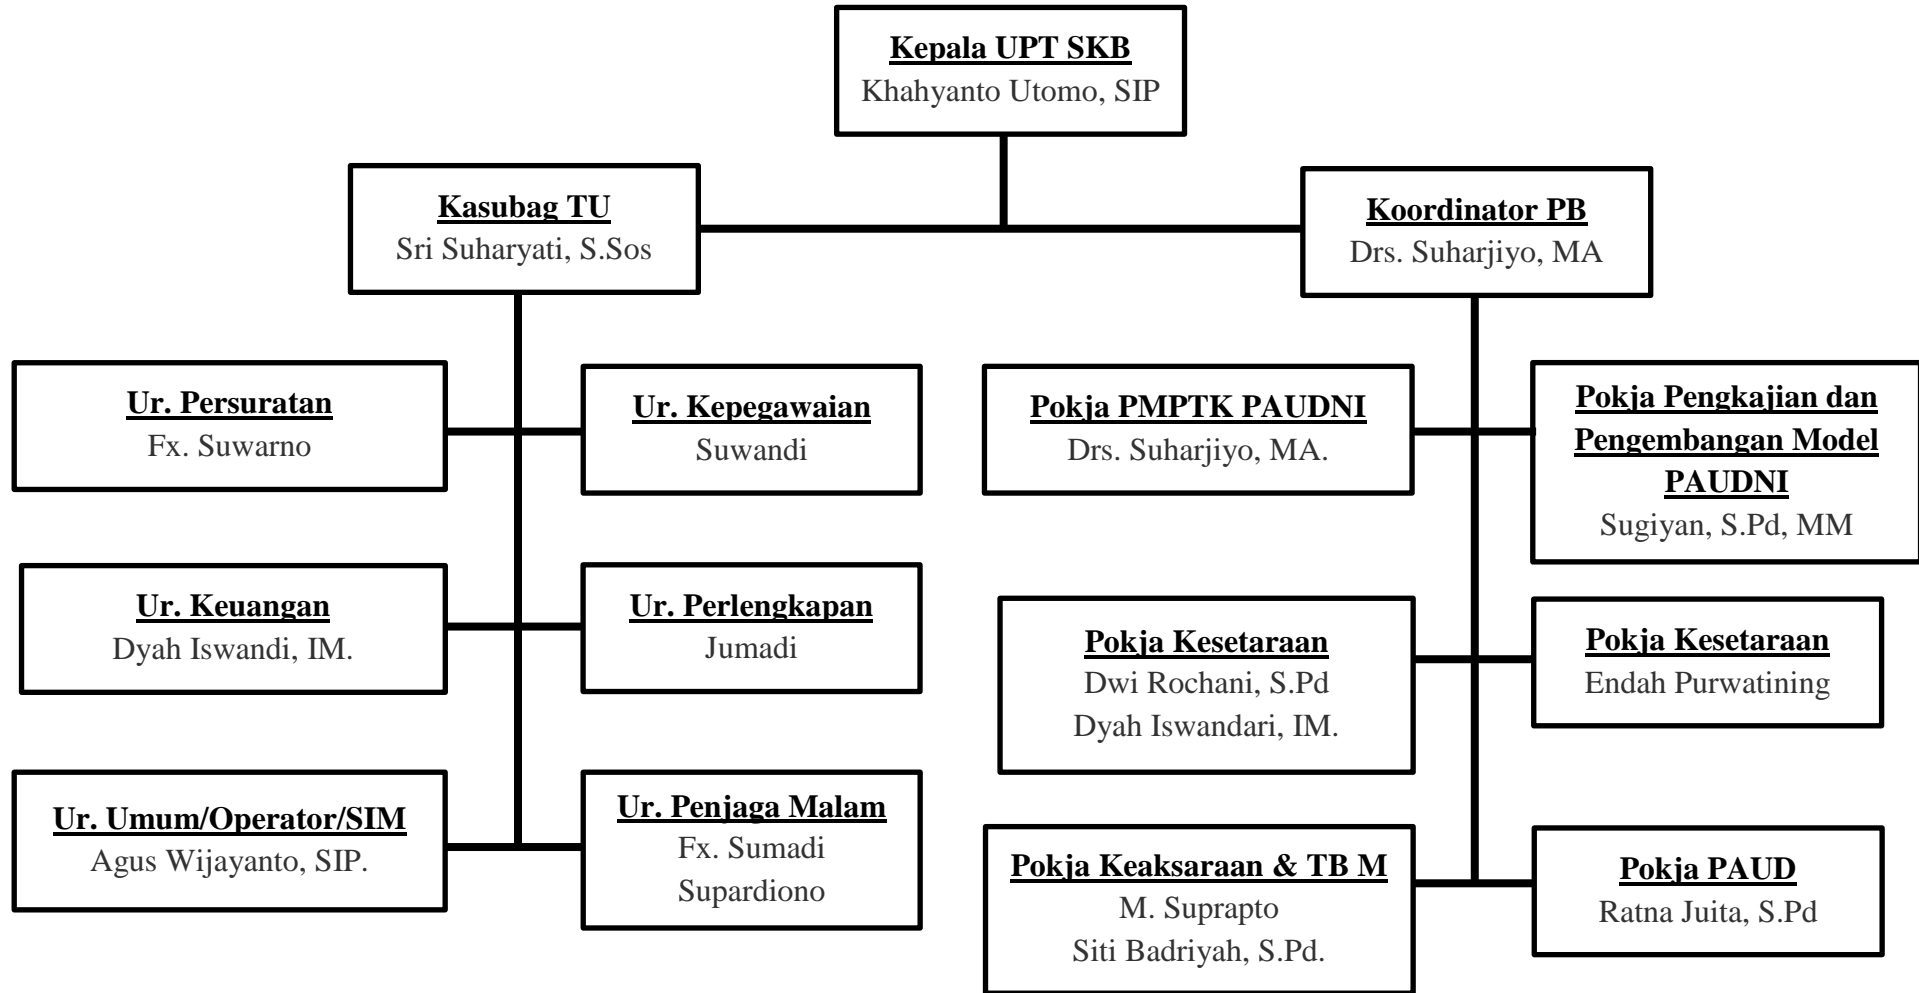 Kepala UPT SKB
Khahyanto Utomo, SIP
Kasubag TU
Sri Suharyati, S.Sos
Koordinator PB
Drs. Suharjiyo, MA
Ur. Persuratan
Fx. Suwarno
Ur. Kepegawaian
Suwandi
Pokja PMPTK PAUDNI
Drs. Suharjiyo, MA.
Pokja Pengkajian dan
Pengembangan Model
PAUDNI
Sugiyan, S.Pd, MM
Ur. Keuangan
Dyah Iswandi, IM.
Ur. Perlengkapan
Jumadi
Pokja Kesetaraan
Dwi Rochani, S.Pd
Dyah Iswandari, IM.
Pokja Kesetaraan
Endah Purwatining
Ur. Umum/Operator/SIM
Agus Wijayanto, SIP.
Ur. Penjaga Malam
Fx. Sumadi
Supardiono
Pokja Keaksaraan & TB M
M. Suprapto
Siti Badriyah, S.Pd.
Pokja PAUD
Ratna Juita, S.Pd